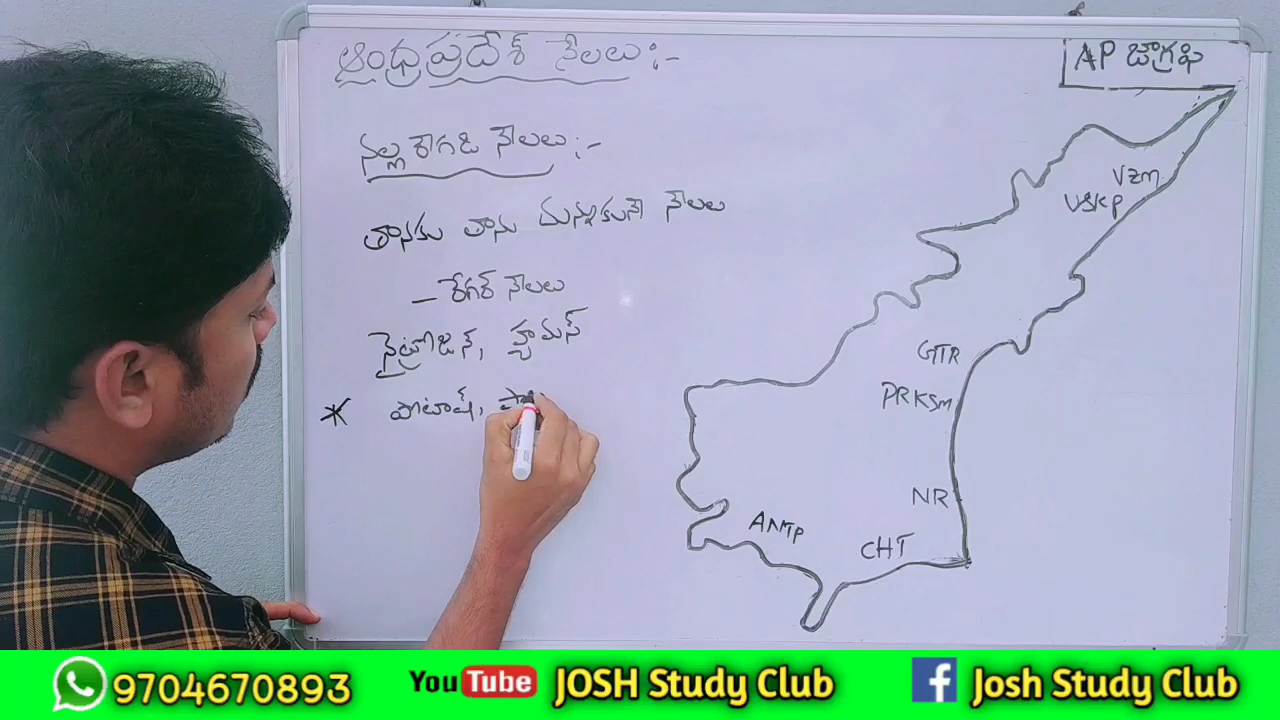 ఆంధ్రప్రదేశ్ నేలలు:-
AP జాగ్రఫి
నల్లరేగడి నేలలు:-
తానకు తాను దున్నుకునే నేలలు
- రేగర్ నేలలు
నైట్రోజన్, హ్యూమస్
* పొటాష్,
VZM
VSKP
GTR
PRKSM
NR
ANTP
CHT
9704670893
YouTube JOSH Study Club
f Josh Study Club